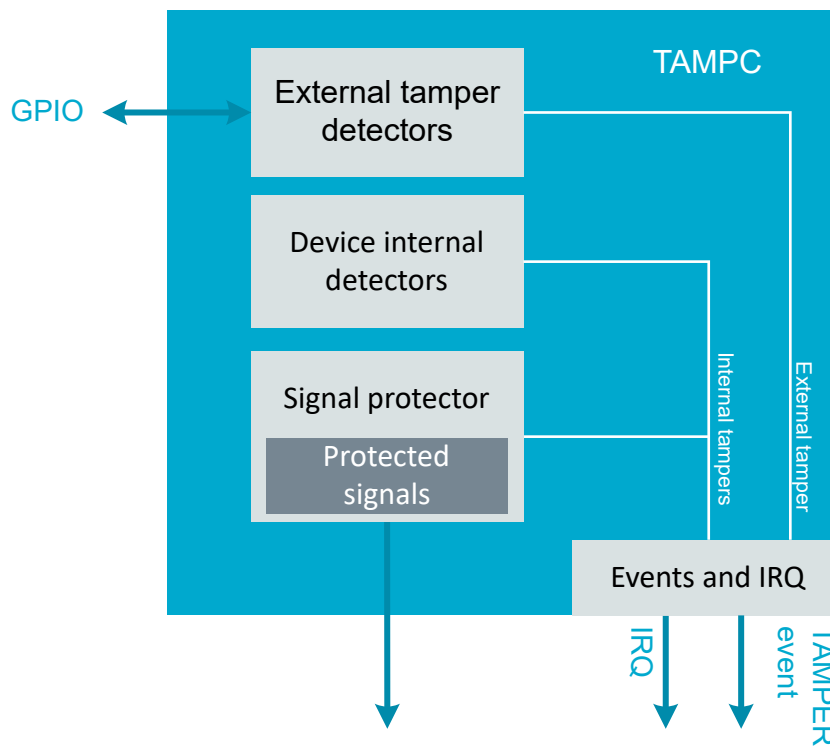 TAMPC
External tamper
detectors
GPIO
Device internal
detectors
Signal protector
Protected
signals
Internal tampers
External tamper
Events and IRQ
IRQ
TAMPER
event